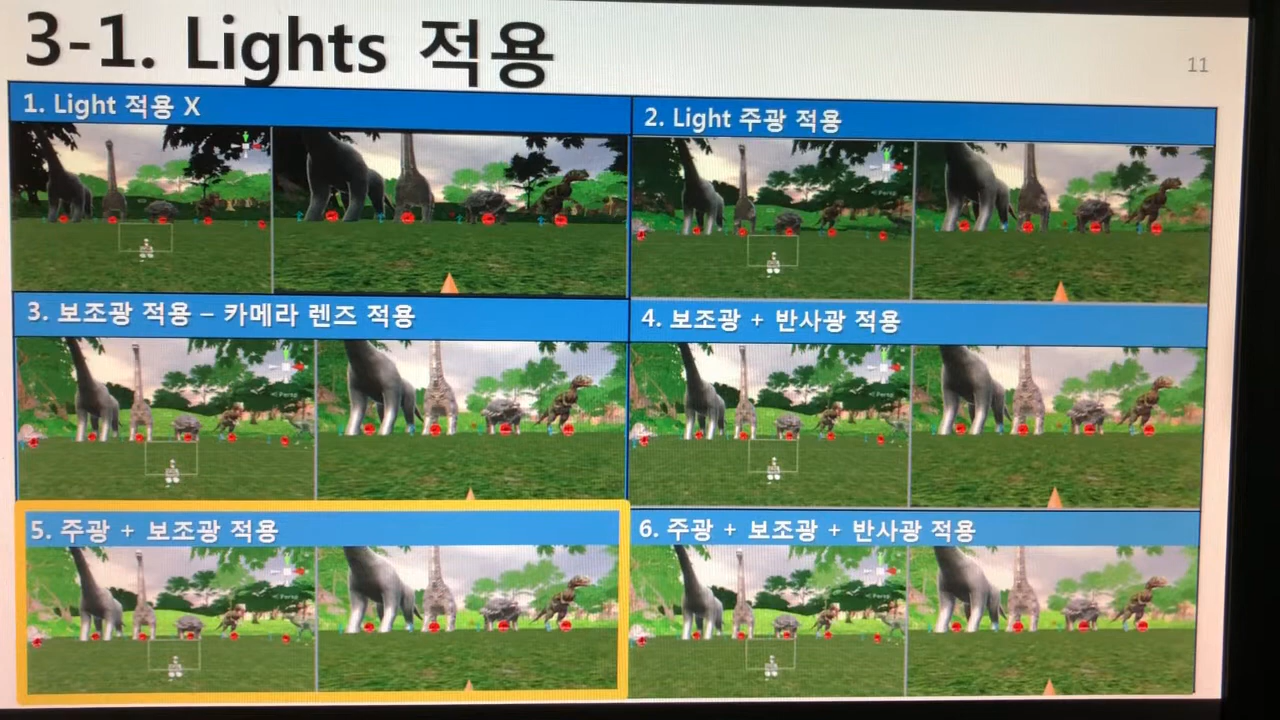 3-1. Lights 적용
11
1. Light 적용 X
2. Light 주광 적용
3. 보조광 적용 – 카메라 렌즈 적용
4. 보조광 + 반사광 적용
5. 주광 + 보조광 적용
6. 주광 + 보조광 + 반사광 적용